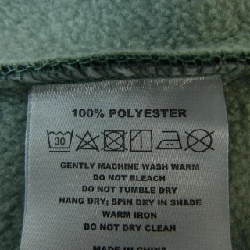 100% POLYESTER
30
GENTLY MACHINE WASH WARM
DO NOT BLEACH
DO NOT TUMBLE DRY
HANG DRY; SPIN DRY IN SHADE
WARM IRON
DO NOT DRY CLEAN
MADE IN CHINA